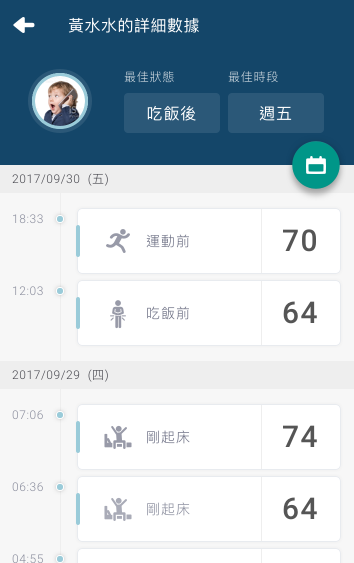 黃水水的詳細數據
最佳狀態
最佳時段
吃飯後
週五
2017/09/30 (五)
18:33
運動前
70
12:03
吃飯前
64
2017/09/29 (四)
07:06
剛起床
74
06:36
剛起床
64
04:55